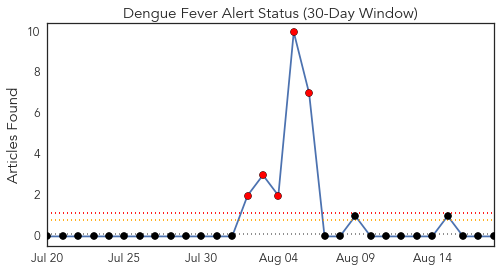 Dengue Fever Alert Status (30-Day Window)
Articles Found
10
8
6
4
2
0
Jul 20 Jul 25 Jul 30 Aug 04 Aug 09 Aug 14